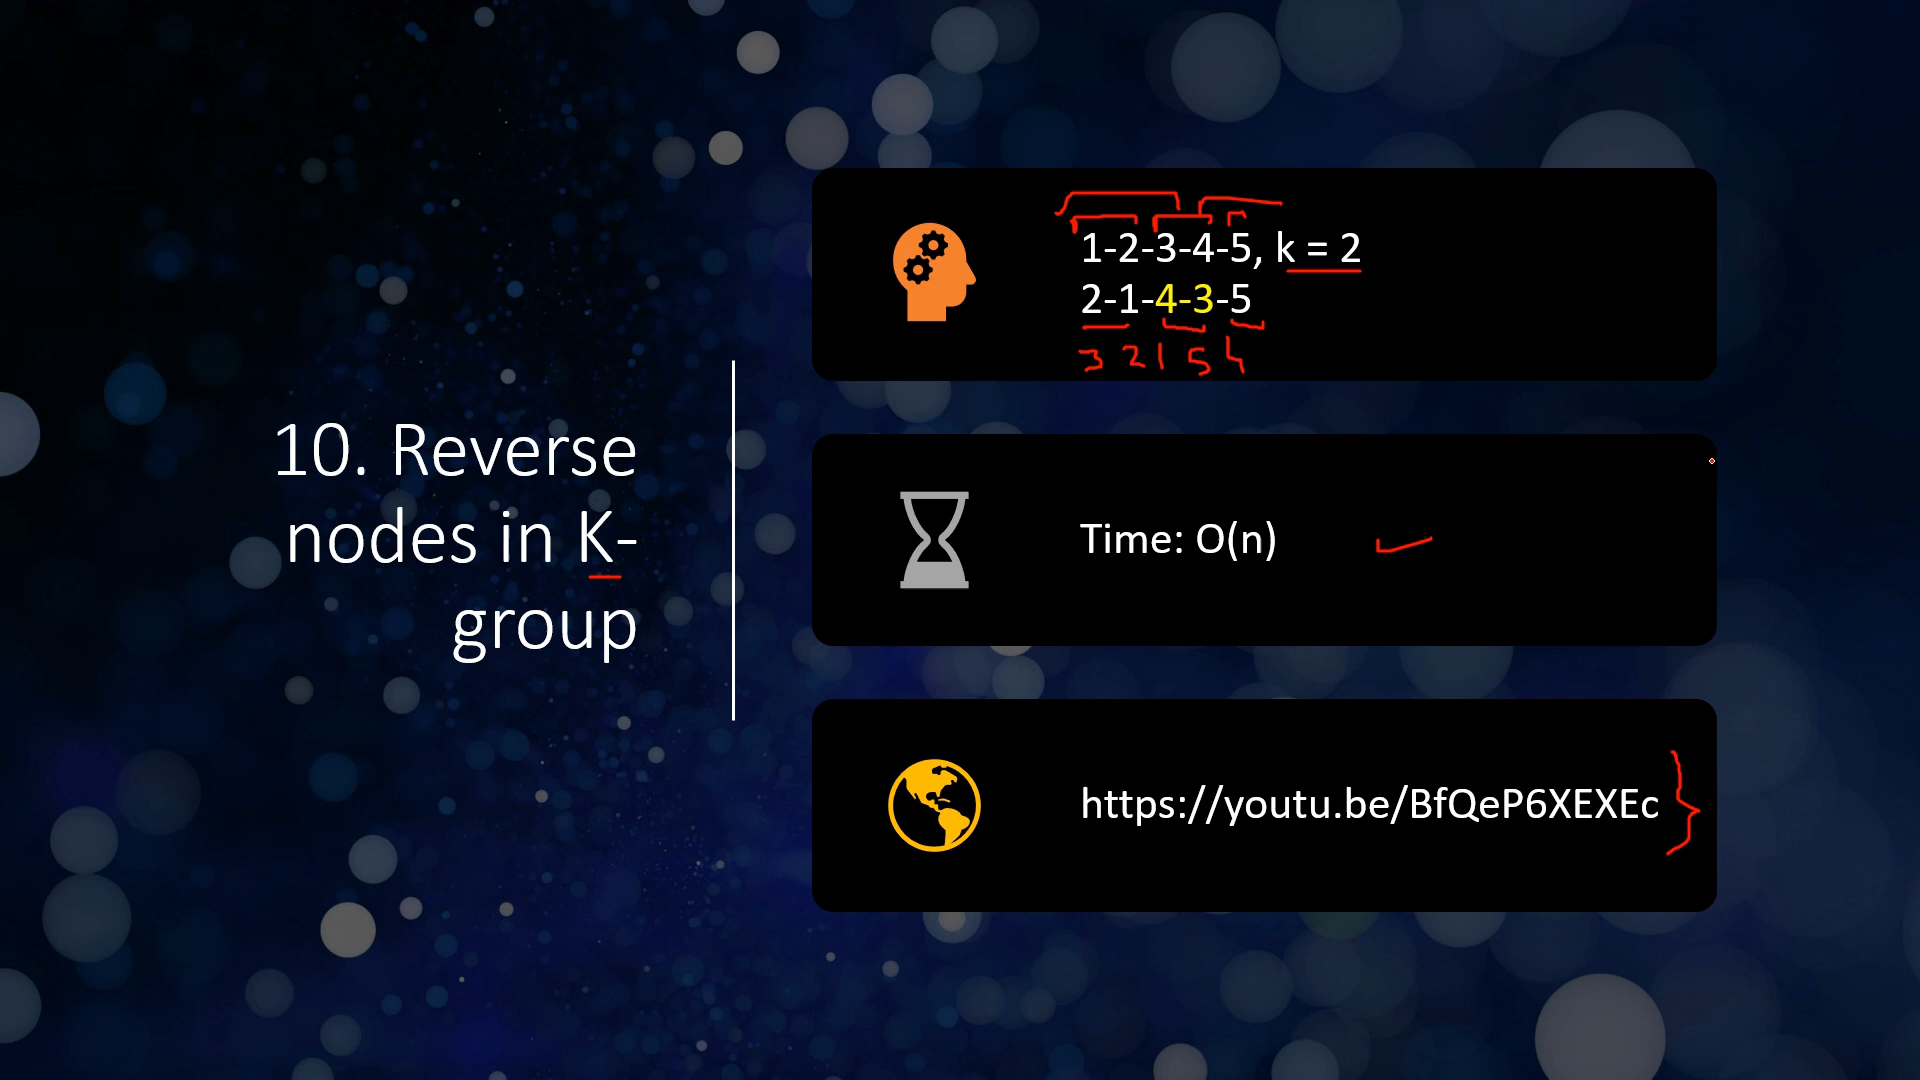 10. Reverse
nodes in K-
group
1-2-3-4-5, k = 2
2-1-4-3-5
3 2 1 5 4
Time: O(n)
https://youtu.be/BfQeP6XEXEc